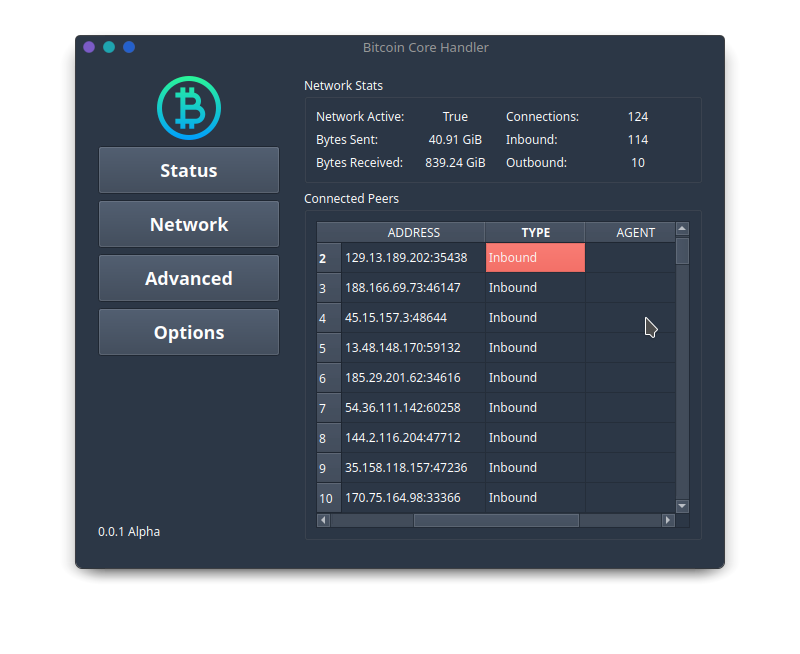 Bitcoin Core Handler
Status
Network
Advanced
Options
0.0.1 Alpha
Network Stats
Network Active: True Connections: 124
Bytes Sent: 40.91 GiB Inbound: 114
Bytes Received: 839.24 GiB Outbound: 10
Connected Peers
ADDRESS TYPE AGENT
2 129.13.189.202:35438 Inbound
3 188.166.69.73:46147 Inbound
4 45.15.157.3:48644 Inbound
5 13.48.148.170:59132 Inbound
6 185.29.201.62:34616 Inbound
7 54.36.111.142:60258 Inbound
8 144.2.116.204:47712 Inbound
9 35.158.118.157:47236 Inbound
10 170.75.164.98:33366 Inbound